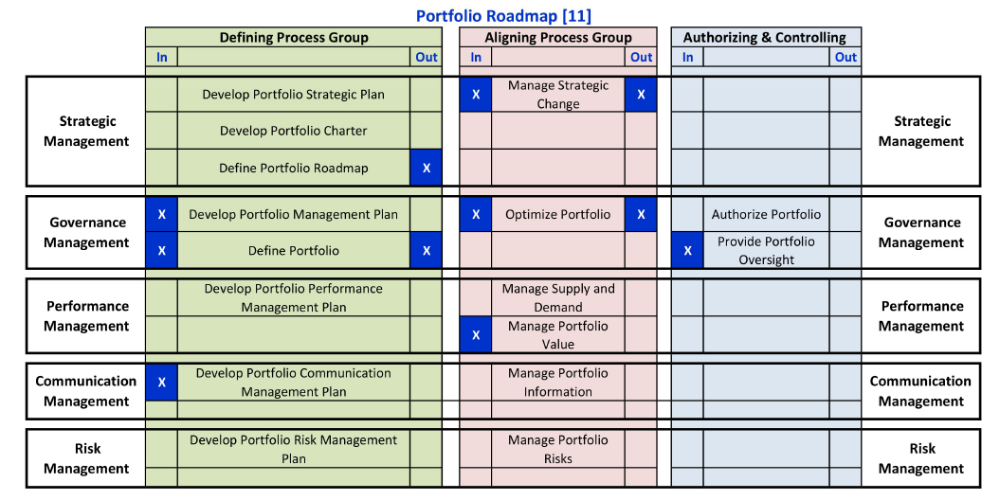 Portfolio Roadmap [11]
Defining Process Group Aligning Process Group Authorizing & Controlling
In Out In Out In Out
Strategic
Management
Develop Portfolio Strategic Plan
X
Manage Strategic
Change
X
Strategic
Management
Develop Portfolio Charter
Define Portfolio Roadmap
X
Governance
Management
X
Develop Portfolio Management Plan
X
Optimize Portfolio
X
Authorize Portfolio
Governance
Management
X
Define Portfolio
X
X
Provide Portfolio
Oversight
Performance
Management
Develop Portfolio Performance
Management Plan
Manage Supply and
Demand
Performance
Management
X
Manage Portfolio
Value
Communication
Management
X
Develop Portfolio Communication
Management Plan
Manage Portfolio
Information
Communication
Management
Risk
Management
Develop Portfolio Risk Management
Plan
Manage Portfolio
Risks
Risk
Management